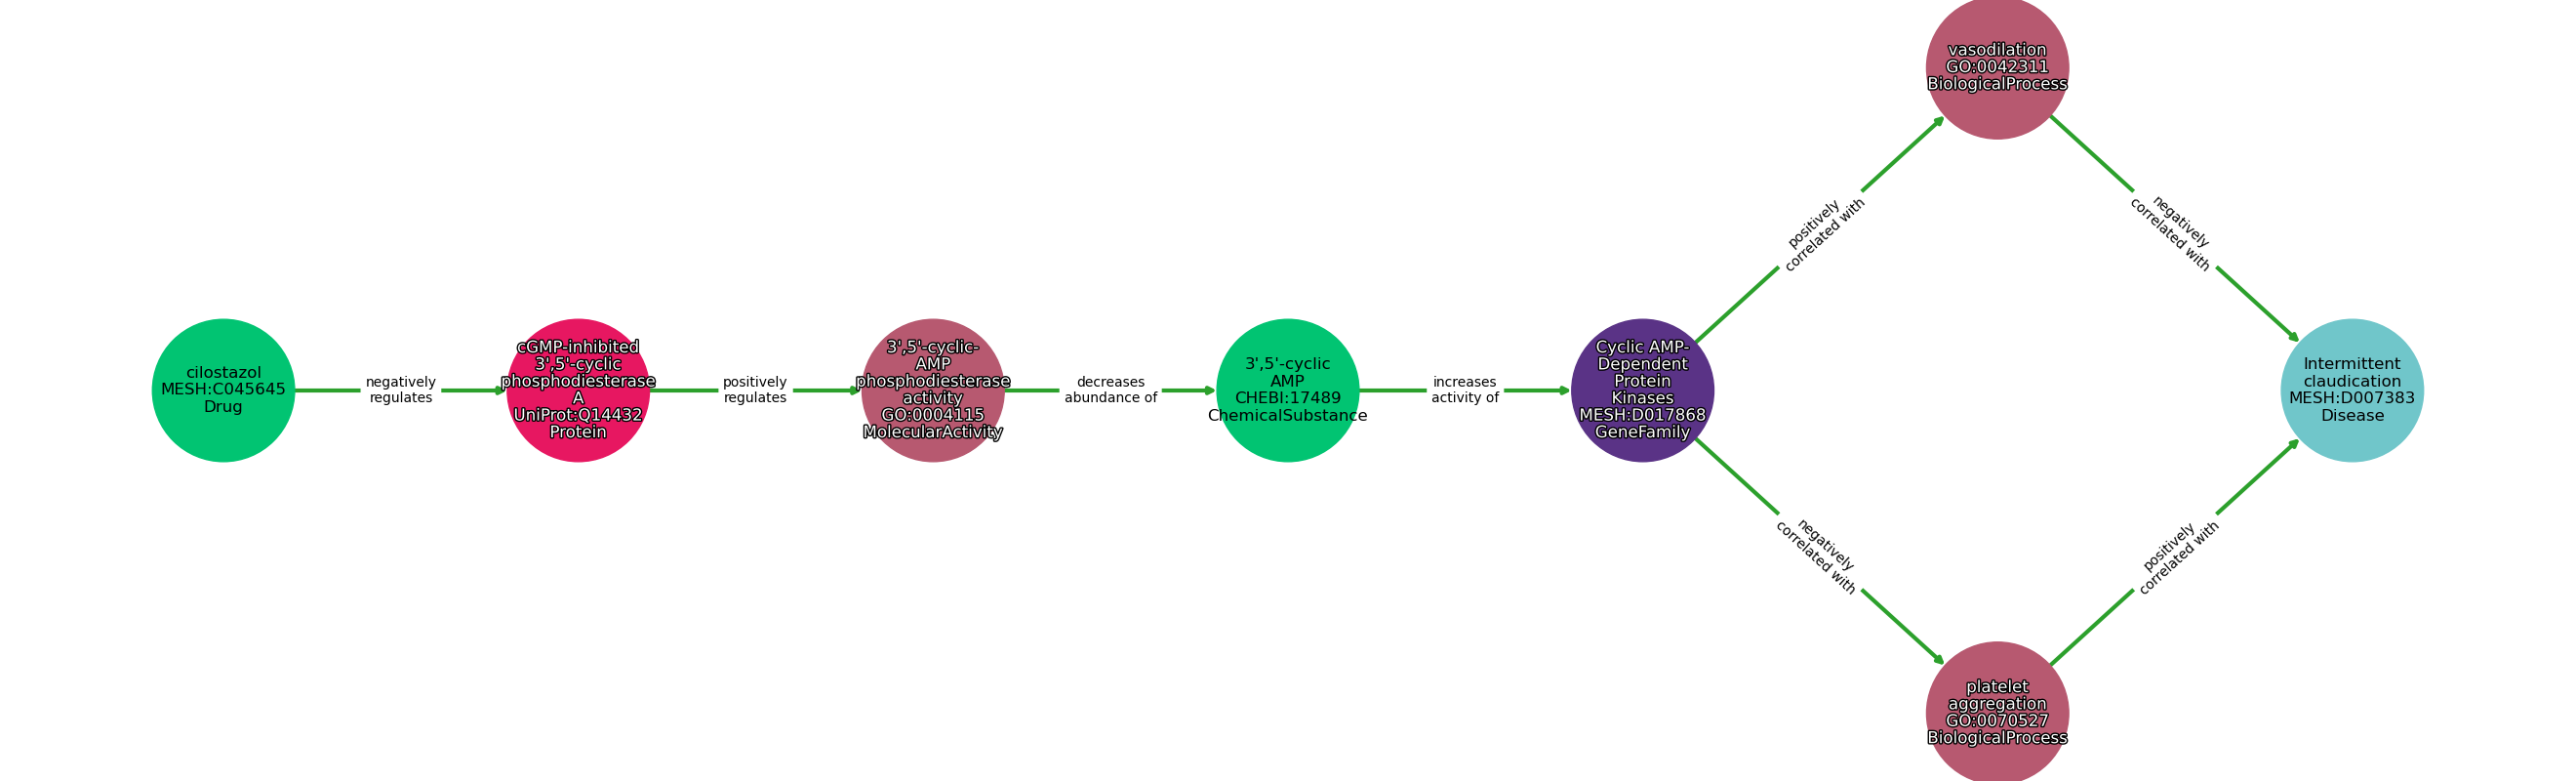 cilostazol
MESH:C045645
Drug
negatively
regulates
cGMP-inhibited
3',5'-cyclic
phosphodiesterase
A
UniProt:Q14432
Protein
positively
regulates
3',5'-cyclic-
AMP
phosphodiesterase
activity
GO:0004115
MolecularActivity
decreases
abundance of
3',5'-cyclic
AMP
CHEBI:17489
ChemicalSubstance
increases
activity of
Cyclic AMP-
Dependent
Protein
Kinases
MESH:D017868
GeneFamily
positively
correlated with
vasodilation
GO:0042311
BiologicalProcess
negatively
correlated with
negatively
correlated with
platelet
aggregation
GO:0070527
BiologicalProcess
positively
correlated with
Intermittent
claudication
MESH:D007383
Disease